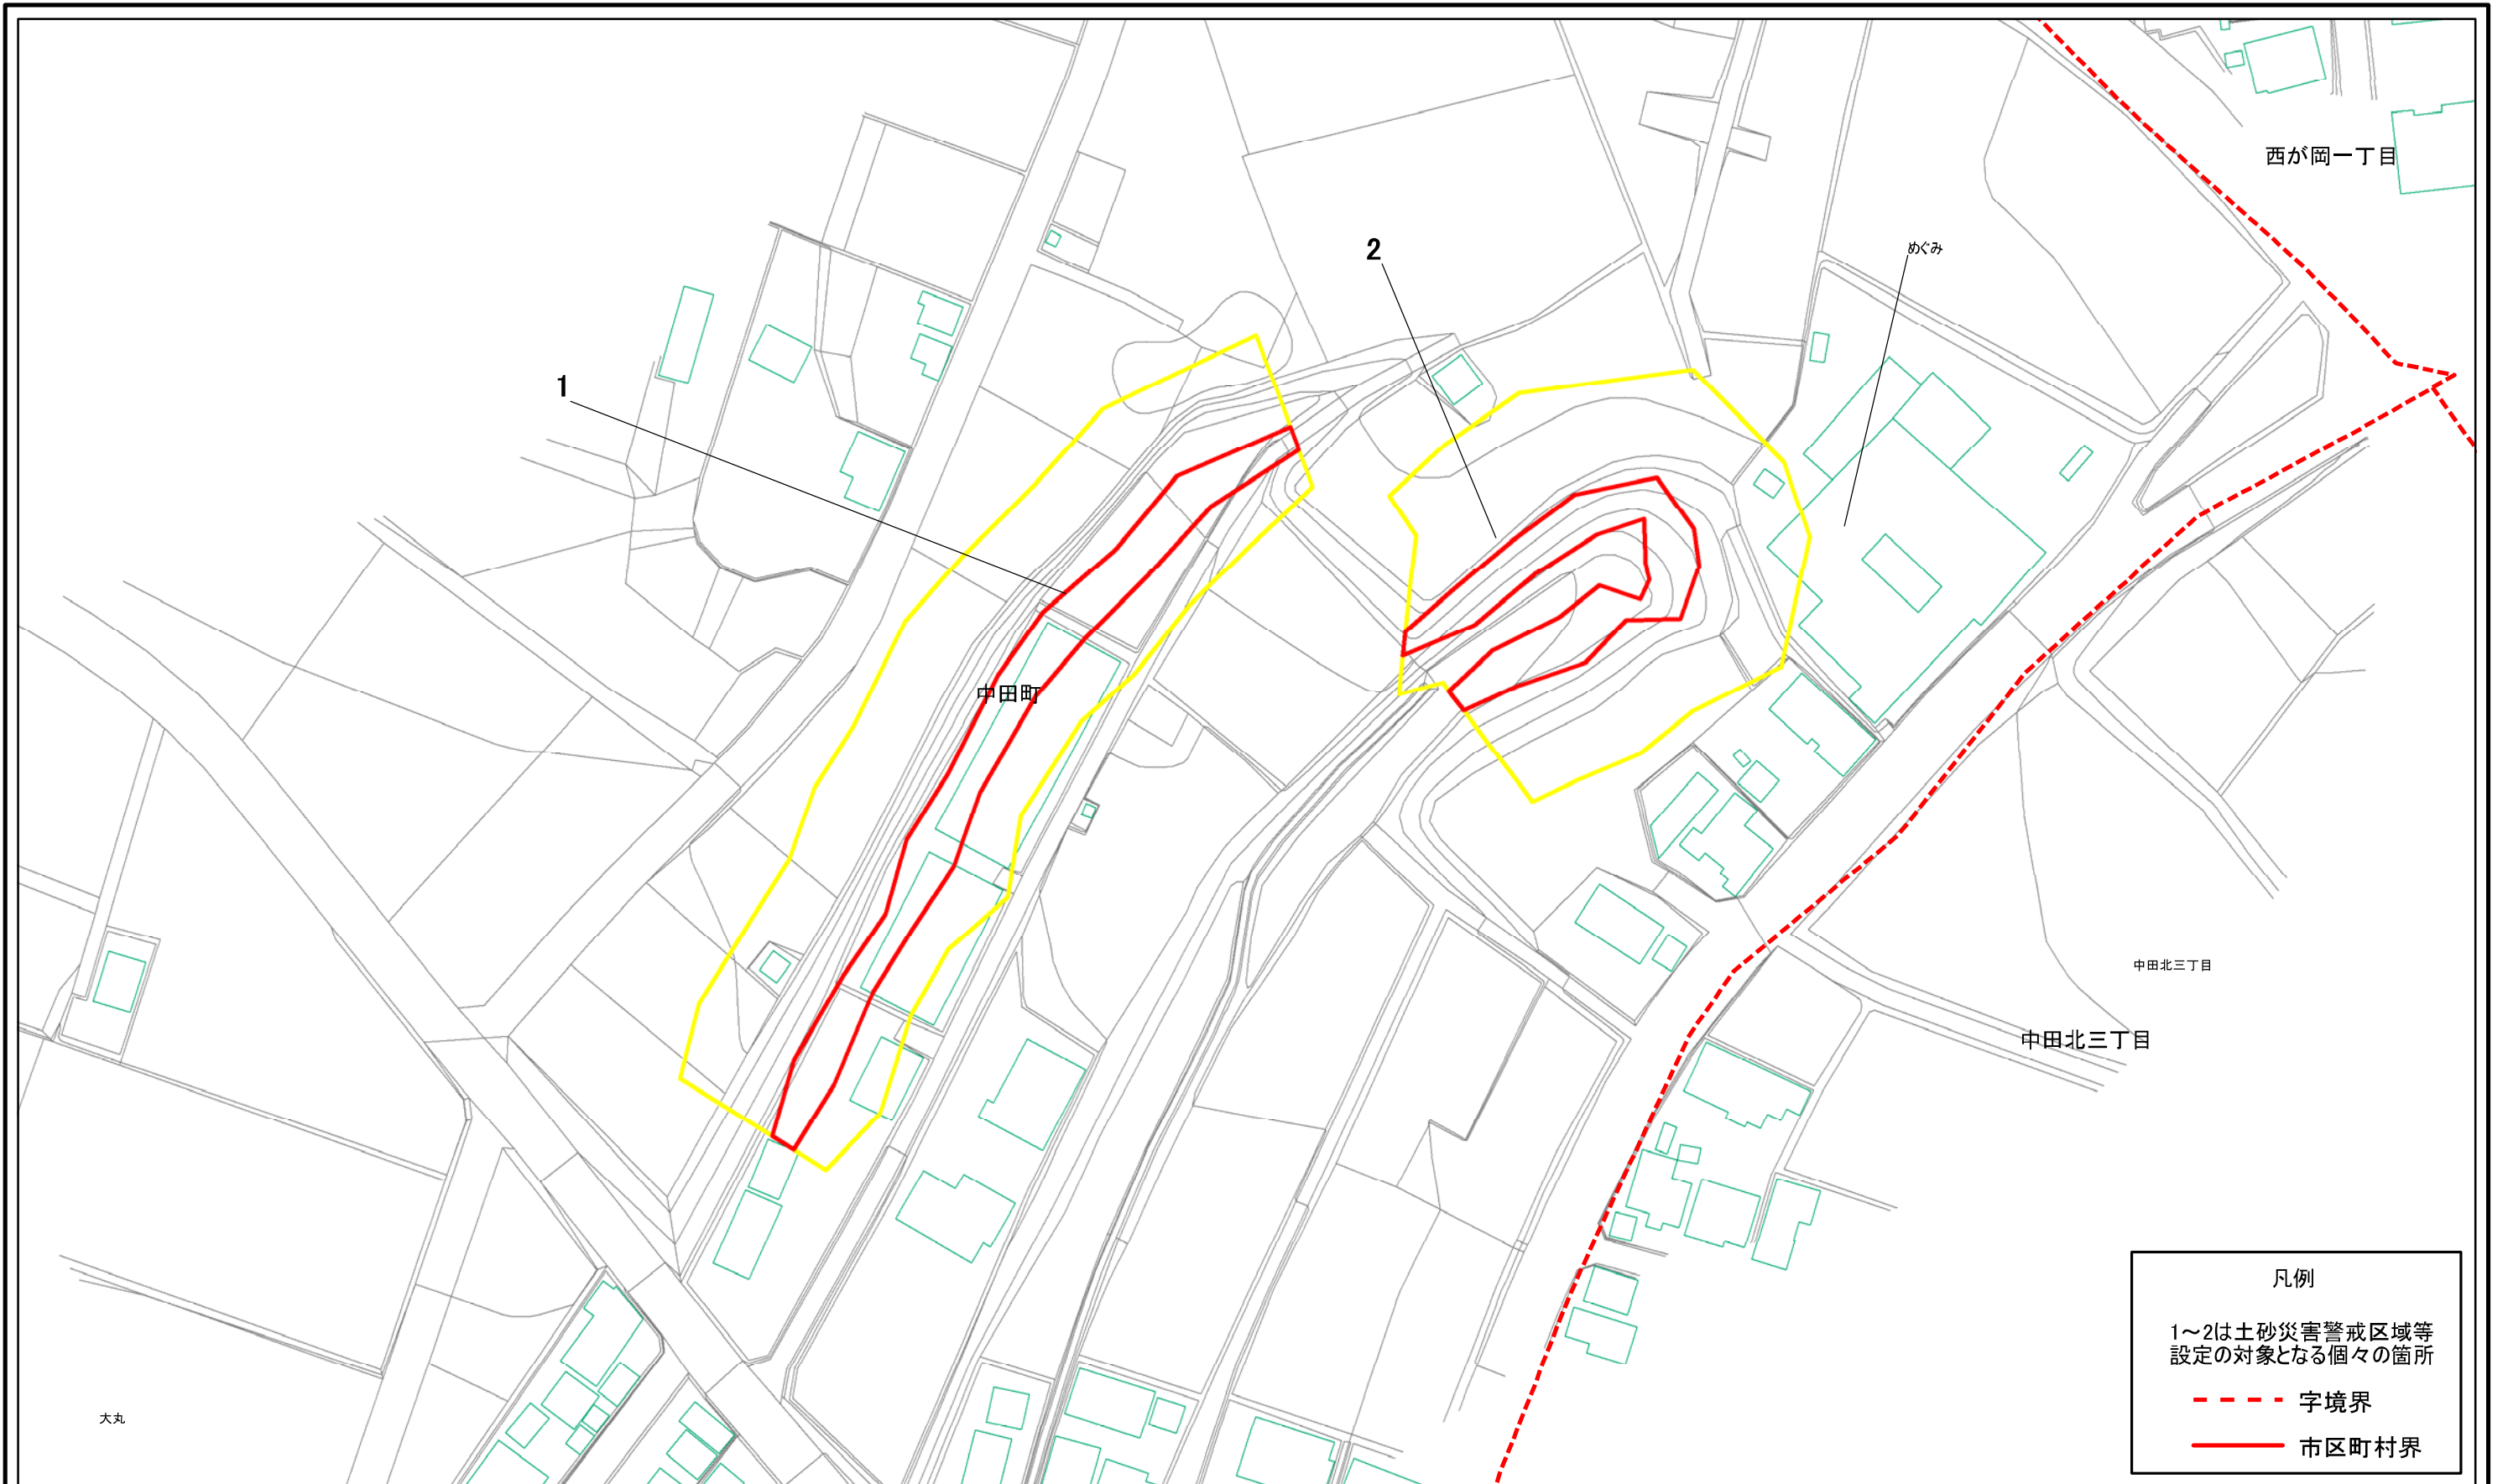 西が岡一丁目
2
めぐみ
1
中田町
中田北三丁目
中田北三丁目
大丸
凡例
1～2は土砂災害警戒区域等
設定の対象となる個々の箇所
字境界
市区町村界